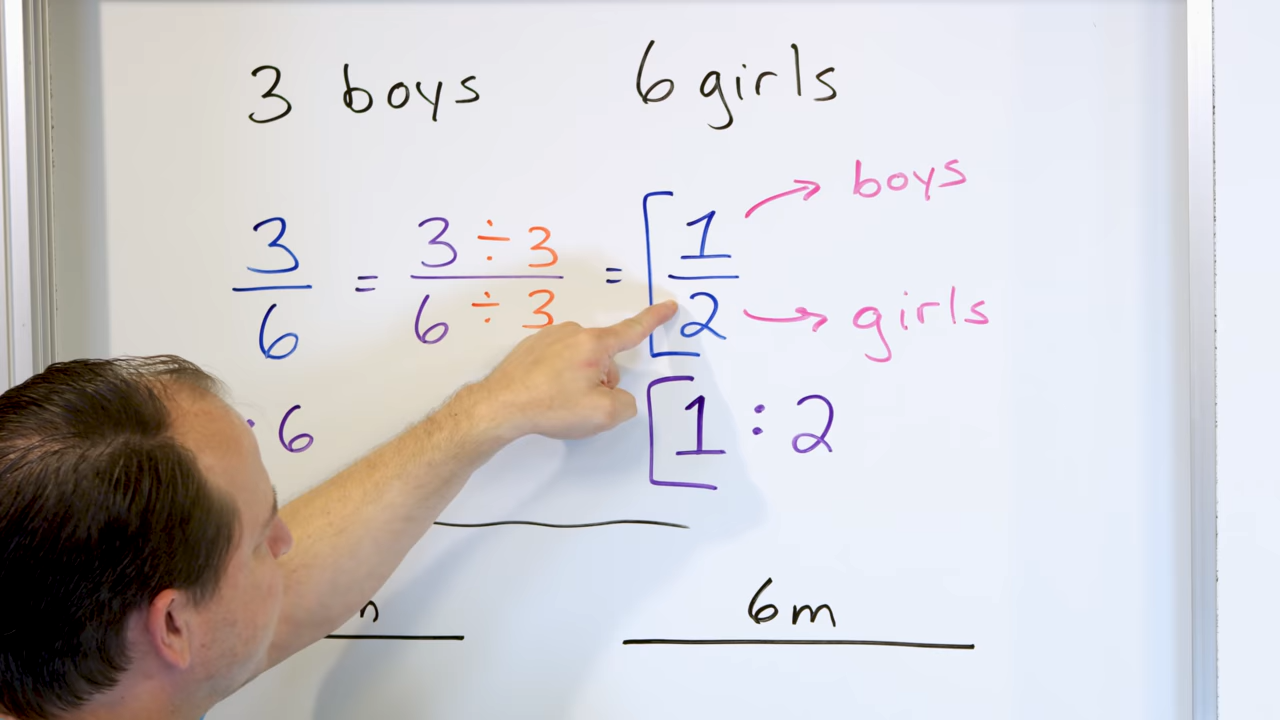 3 boys 6 girls
3/6 = 3 ÷ 3/6 ÷ 3 = [1/2 → boys → girls
: 6 [1 : 2
6m